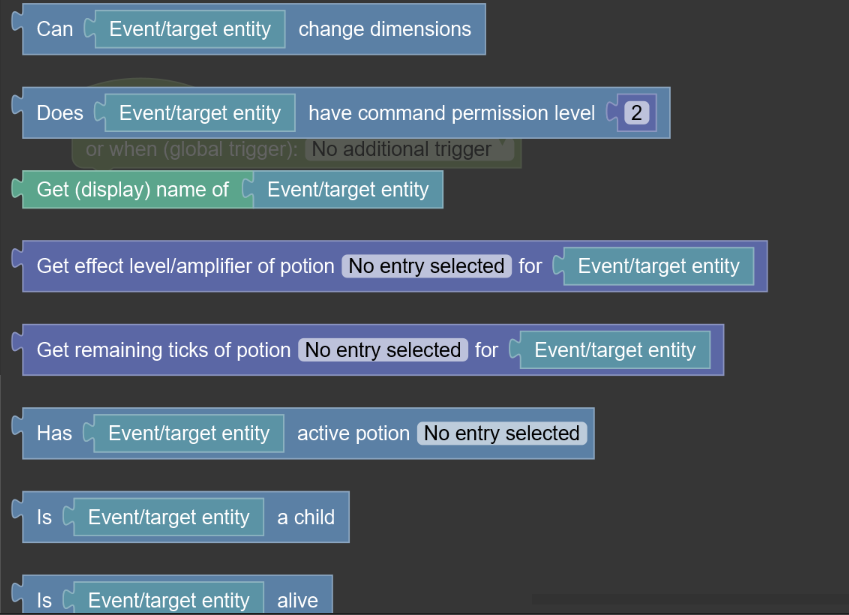 Can Event/target entity change dimensions
Does Event/target entity have command permission level 2
or when (global trigger): No additional trigger
Get (display) name of Event/target entity
Get effect level/amplifier of potion No entry selected for Event/target entity
Get remaining ticks of potion No entry selected for Event/target entity
Has Event/target entity active potion No entry selected
Is Event/target entity a child
Is Event/target entity alive